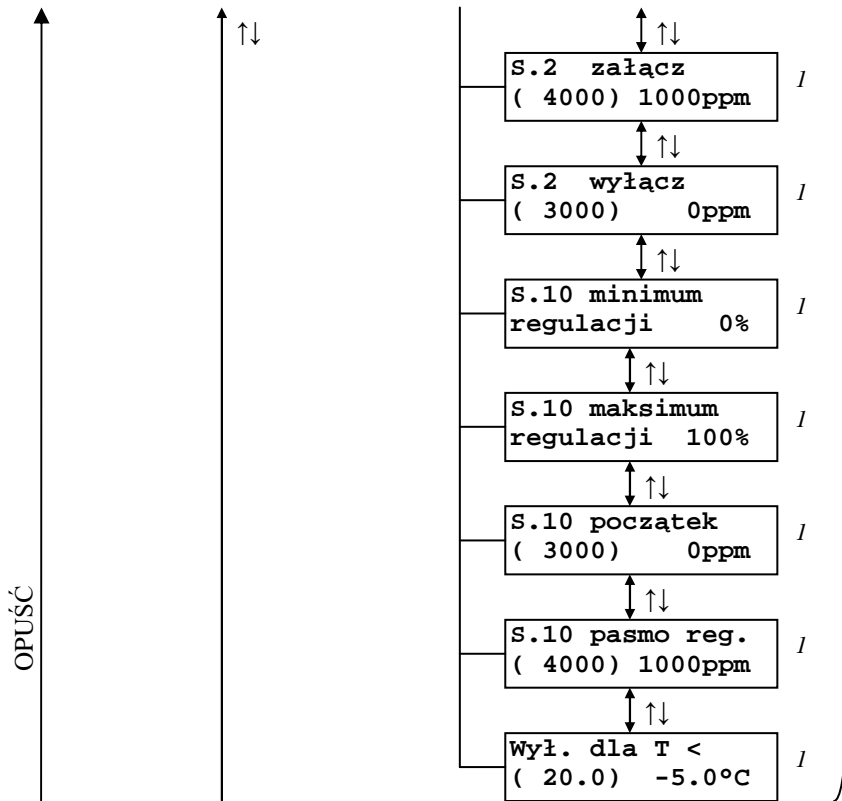 ↑↓
↑↓
S.2 załącz
( 4000) 1000ppm
1
↑↓
S.2 wyłącz
( 3000) 0ppm
1
↑↓
S.10 minimum
regulacji 0%
1
↑↓
S.10 maksimum
regulacji 100%
1
↑↓
S.10 początek
( 3000) 0ppm
1
↑↓
S.10 pasmo reg.
( 4000) 1000ppm
1
↑↓
Wył. dla T <
( 20.0) -5.0°C
1
OPUŚĆ